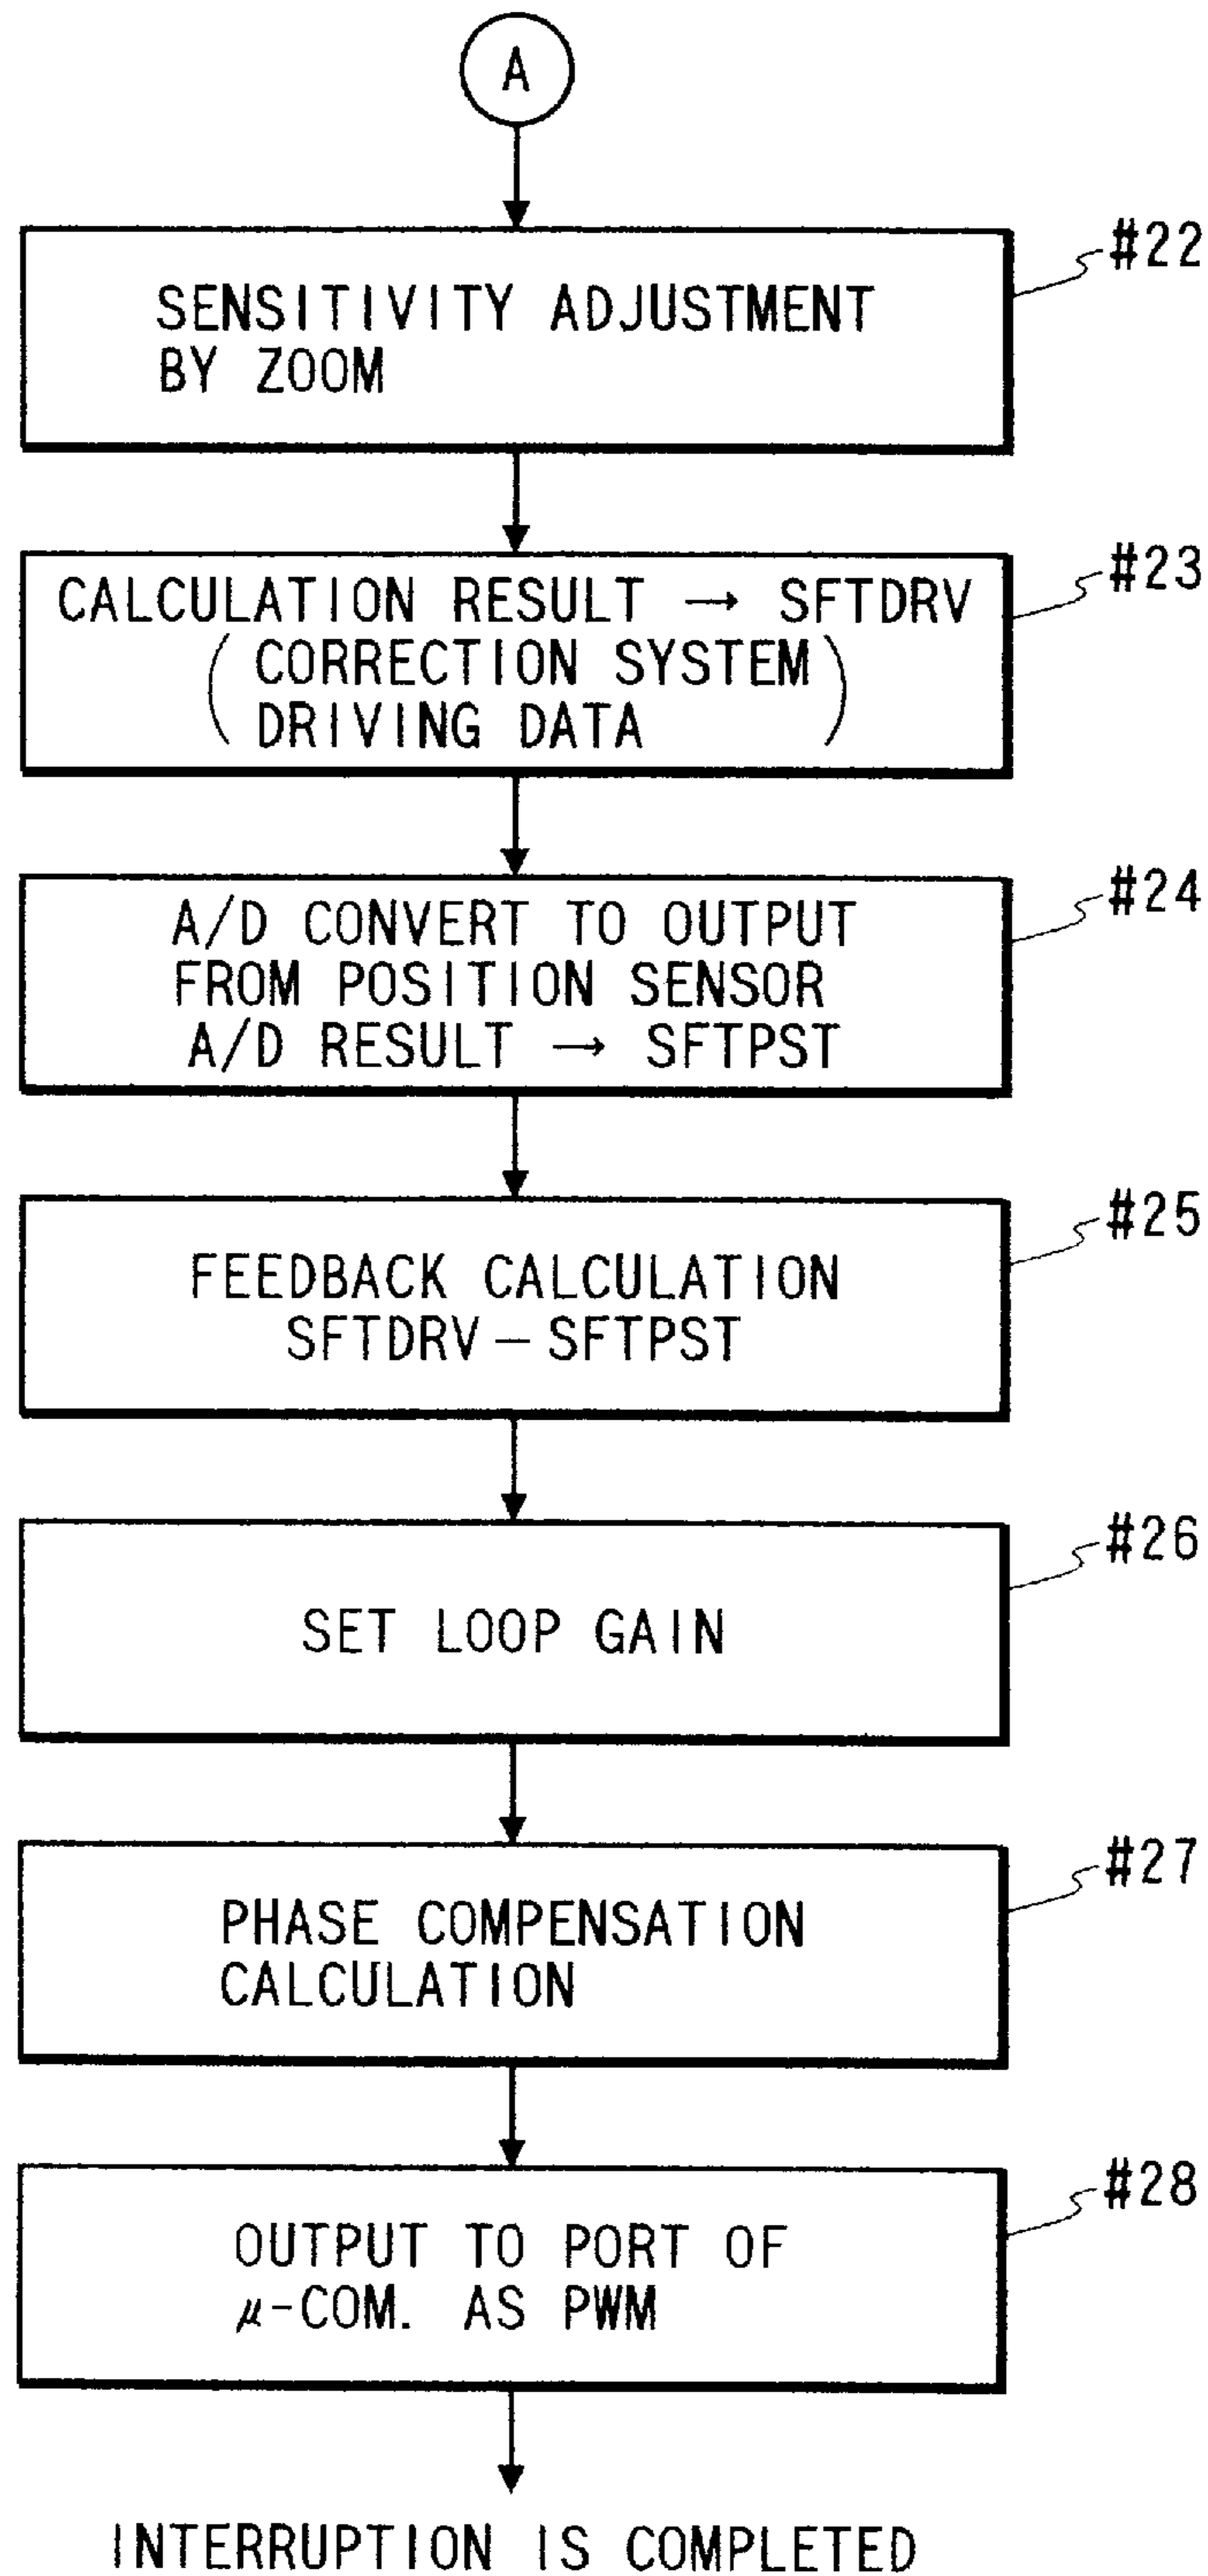 A
#22
SENSITIVITY ADJUSTMENT
BY ZOOM
#23
CALCULATION RESULT → SFTDRV
( CORRECTION SYSTEM
DRIVING DATA )
#24
A/D CONVERT TO OUTPUT
FROM POSITION SENSOR
A/D RESULT → SFTPST
#25
FEEDBACK CALCULATION
SFTDRV – SFTPST
#26
SET LOOP GAIN
#27
PHASE COMPENSATION
CALCULATION
#28
OUTPUT TO PORT OF
μ-COM. AS PWM
INTERRUPTION IS COMPLETED